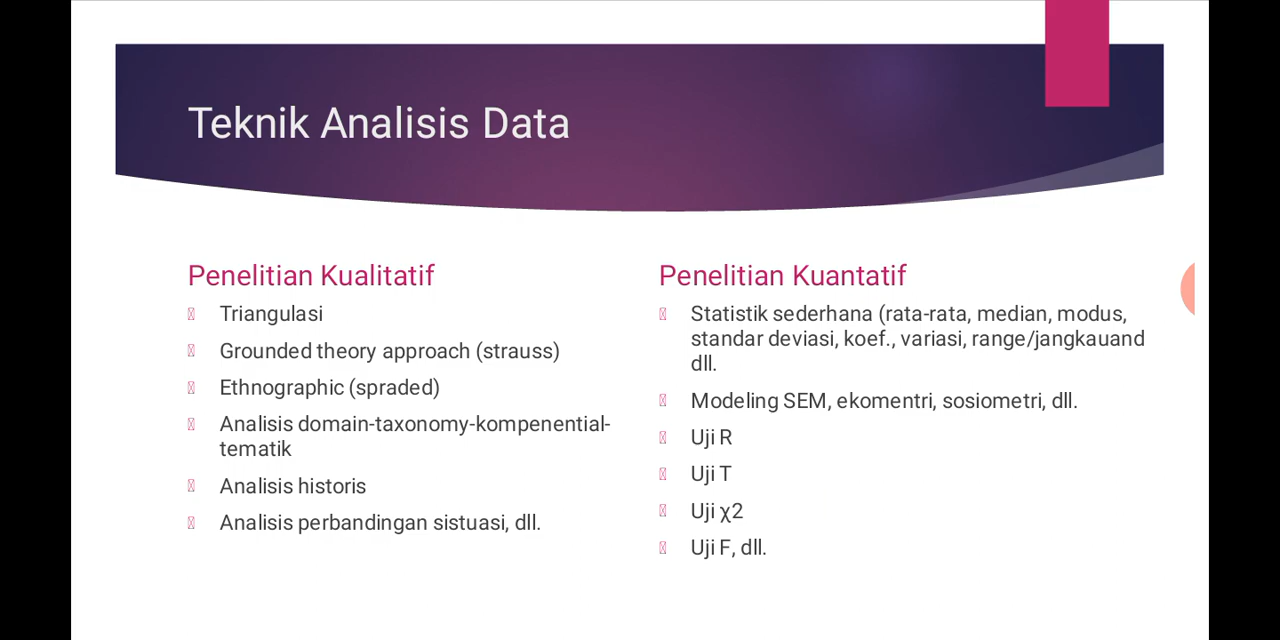 Teknik Analisis Data
Penelitian Kualitatif
Triangulasi
Grounded theory approach (strauss)
Ethnographic (spraded)
Analisis domain-taxonomy-kompenential-
tematik
Analisis historis
Analisis perbandingan sistuasi, dll.
Penelitian Kuantatif
Statistik sederhana (rata-rata, median, modus,
standar deviasi, koef., variasi, range/jangkauand
dll.
Modeling SEM, ekomentri, sosiometri, dll.
Uji R
Uji T
Uji χ2
Uji F, dll.